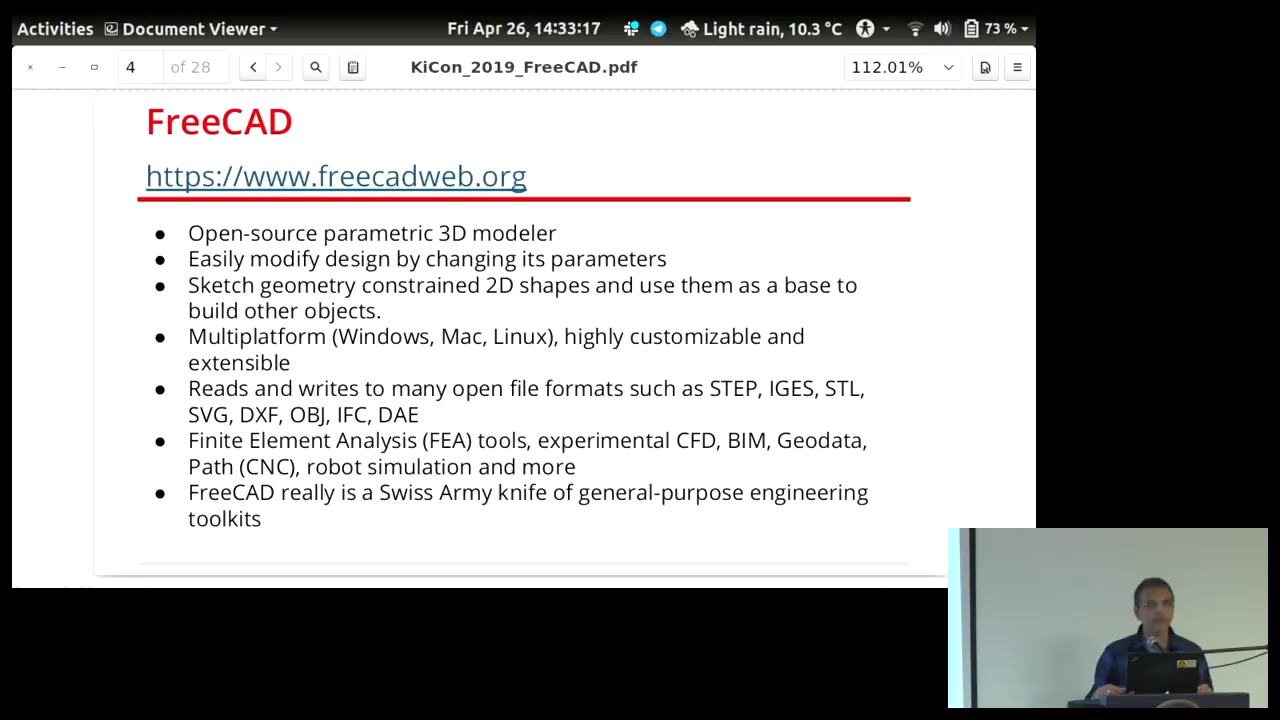 Activities Document Viewer Fri Apr 26, 14:33:17 Light rain, 10.3 °C 73 %
4 of 28 KiCon_2019_FreeCAD.pdf 112.01%
FreeCAD
https://www.freecadweb.org
● Open-source parametric 3D modeler
● Easily modify design by changing its parameters
● Sketch geometry constrained 2D shapes and use them as a base to
build other objects.
● Multiplatform (Windows, Mac, Linux), highly customizable and
extensible
● Reads and writes to many open file formats such as STEP, IGES, STL,
SVG, DXF, OBJ, IFC, DAE
● Finite Element Analysis (FEA) tools, experimental CFD, BIM, Geodata,
Path (CNC), robot simulation and more
● FreeCAD really is a Swiss Army knife of general-purpose engineering
toolkits